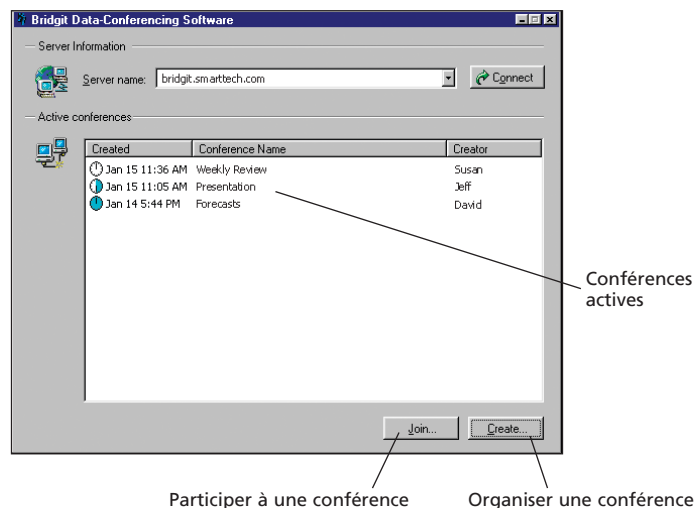 Bridgit Data-Conferencing Software
Server Information
Server name: bridgit.smarttech.com Connect
Active conferences
Created Conference Name Creator
Jan 15 11:36 AM Weekly Review Susan
Jan 15 11:05 AM Presentation Jeff
Jan 14 5:44 PM Forecasts David
Conférences
actives
Join... Create...
Participer à une conférence Organiser une conférence